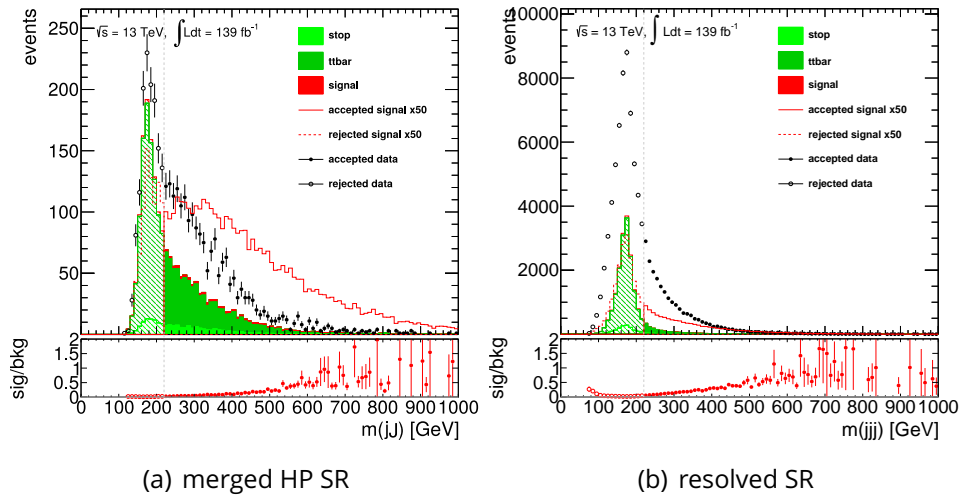 √s = 13 TeV, ∫Ldt = 139 fb⁻¹
events
250
200
150
100
50
0
stop
ttbar
signal
accepted signal x50
rejected signal x50
accepted data
rejected data
sig/bkg
2
1.5
1
0.5
0
0 100 200 300 400 500 600 700 800 900 1000
m(jJ) [GeV]
(a) merged HP SR
√s = 13 TeV, ∫Ldt = 139 fb⁻¹
events
10000
8000
6000
4000
2000
stop
ttbar
signal
accepted signal x50
rejected signal x50
accepted data
rejected data
sig/bkg
2
1.5
1
0.5
0
0 100 200 300 400 500 600 700 800 900 1000
m(jjj) [GeV]
(b) resolved SR